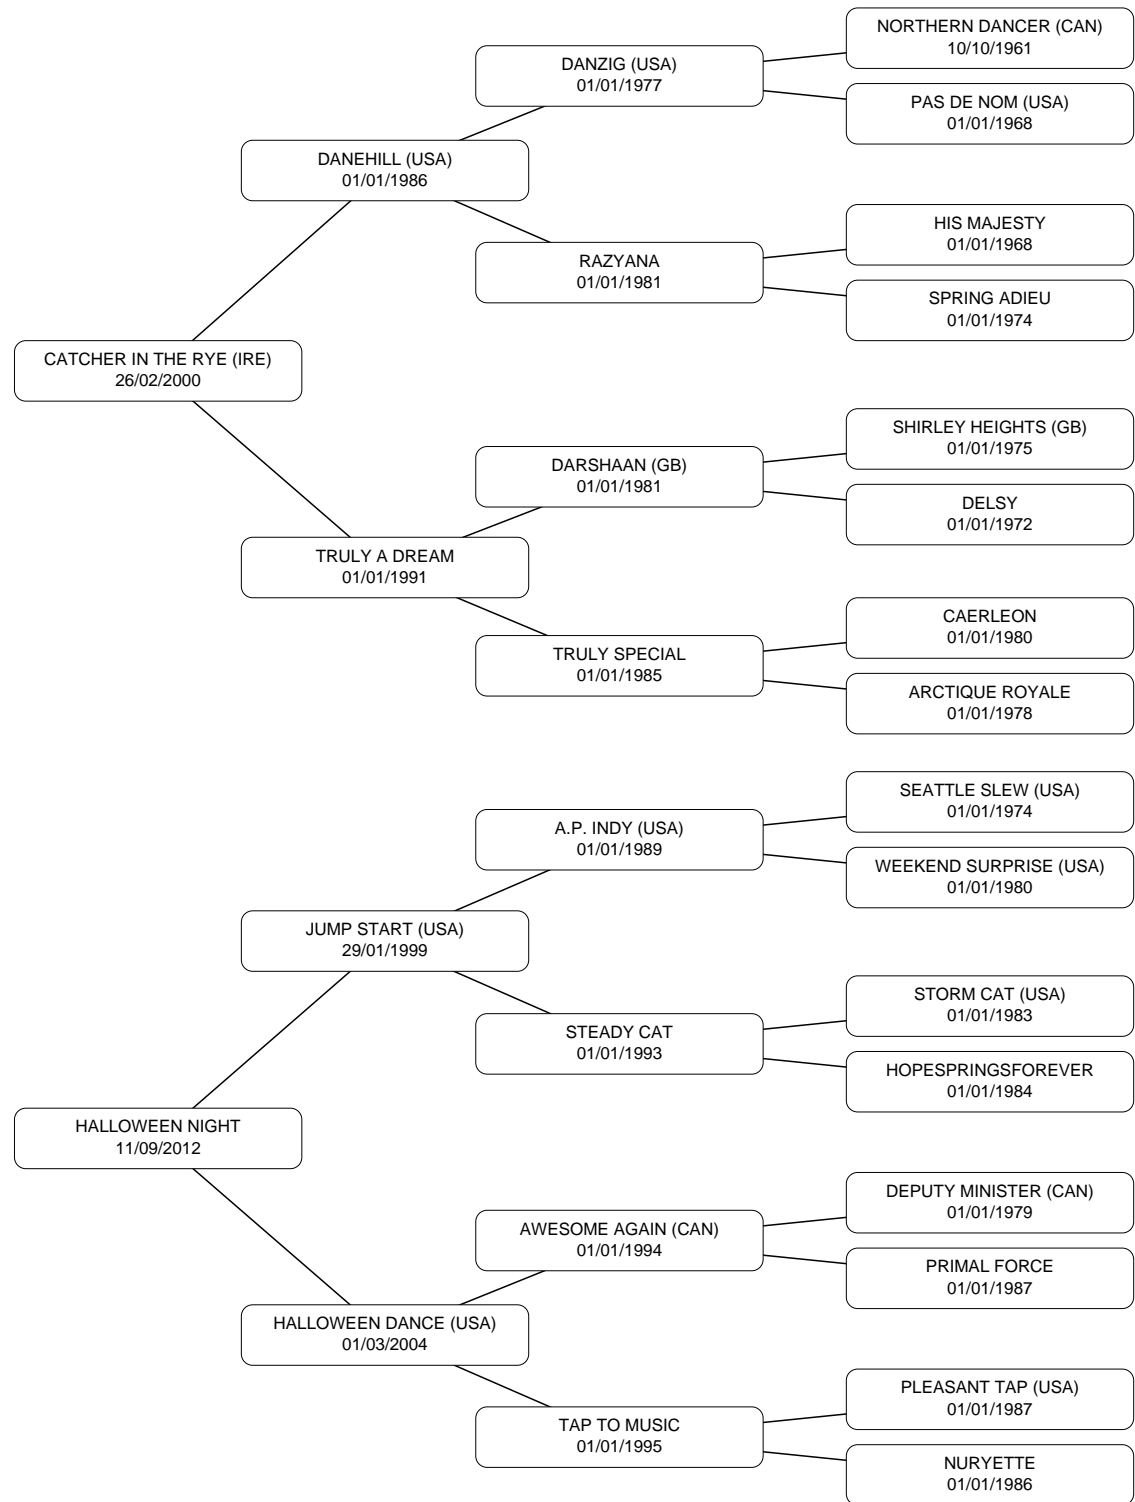 NORTHERN DANCER (CAN)
10/10/1961
DANZIG (USA)
01/01/1977
PAS DE NOM (USA)
01/01/1968
DANEHILL (USA)
01/01/1986
HIS MAJESTY
01/01/1968
RAZYANA
01/01/1981
SPRING ADIEU
01/01/1974
CATCHER IN THE RYE (IRE)
26/02/2000
SHIRLEY HEIGHTS (GB)
01/01/1975
DARSHAAN (GB)
01/01/1981
DELSY
01/01/1972
TRULY A DREAM
01/01/1991
CAERLEON
01/01/1980
TRULY SPECIAL
01/01/1985
ARCTIQUE ROYALE
01/01/1978
SEATTLE SLEW (USA)
01/01/1974
A.P. INDY (USA)
01/01/1989
WEEKEND SURPRISE (USA)
01/01/1980
JUMP START (USA)
29/01/1999
STORM CAT (USA)
01/01/1983
STEADY CAT
01/01/1993
HOPESPRINGSFOREVER
01/01/1984
HALLOWEEN NIGHT
11/09/2012
DEPUTY MINISTER (CAN)
01/01/1979
AWESOME AGAIN (CAN)
01/01/1994
PRIMAL FORCE
01/01/1987
HALLOWEEN DANCE (USA)
01/03/2004
PLEASANT TAP (USA)
01/01/1987
TAP TO MUSIC
01/01/1995
NURYETTE
01/01/1986